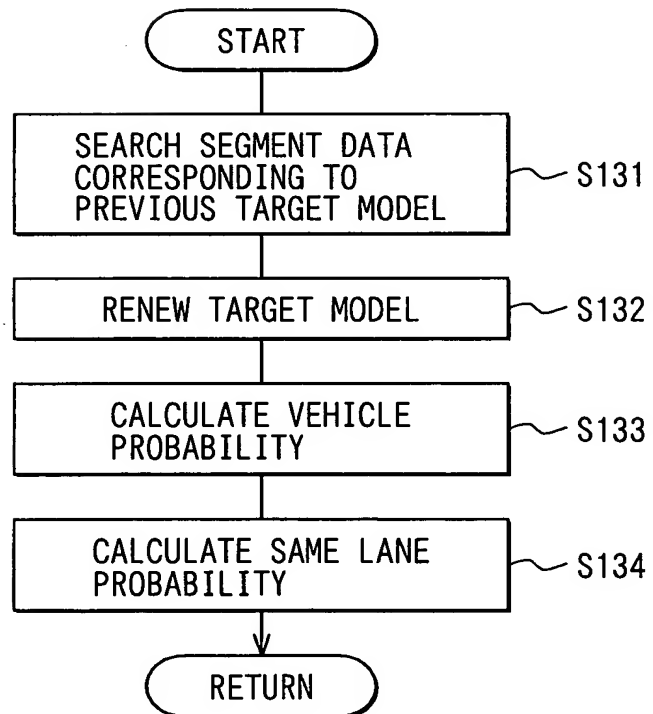 START
SEARCH SEGMENT DATA
CORRESPONDING TO
PREVIOUS TARGET MODEL
S131
RENEW TARGET MODEL
S132
CALCULATE VEHICLE
PROBABILITY
S133
CALCULATE SAME LANE
PROBABILITY
S134
RETURN